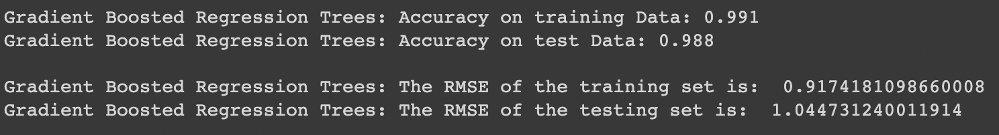 Gradient Boosted Regression Trees: Accuracy on training Data: 0.991
Gradient Boosted Regression Trees: Accuracy on test Data: 0.988
Gradient Boosted Regression Trees: The RMSE of the training set is:  0.9174181098660008
Gradient Boosted Regression Trees: The RMSE of the testing set is:  1.044731240011914